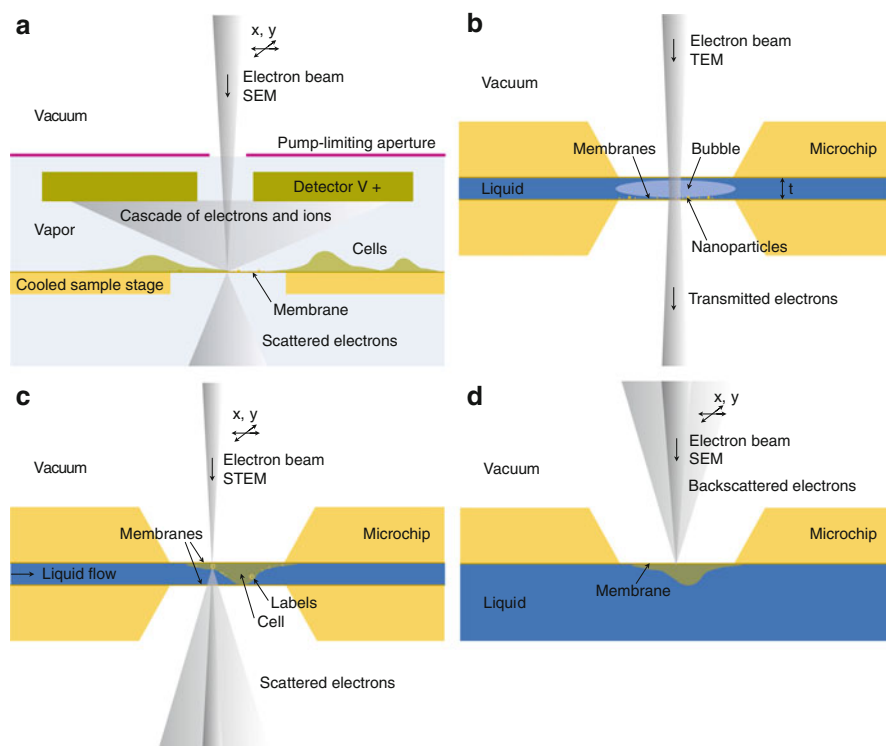 a
x, y
Electron beam
SEM
Vacuum
Pump-limiting aperture
Detector V +
Cascade of electrons and ions
Vapor
Cells
Cooled sample stage
Membrane
Scattered electrons
b
Electron beam
TEM
Vacuum
Membranes
Bubble
Microchip
Liquid
t
Nanoparticles
Transmitted electrons
c
x, y
Electron beam
STEM
Vacuum
Membranes
Microchip
Liquid flow
Labels
Cell
Scattered electrons
d
x, y
Electron beam
SEM
Vacuum
Backscattered electrons
Microchip
Membrane
Liquid